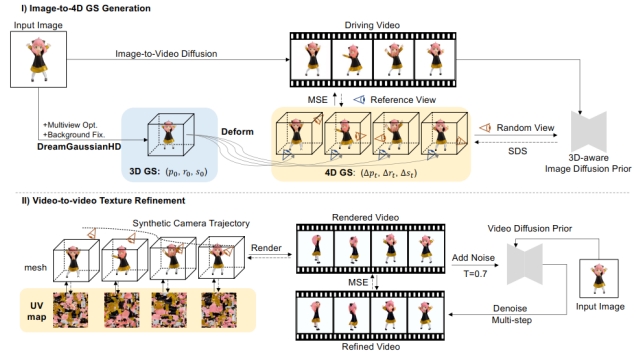 I) Image-to-4D GS Generation
Input Image
Driving Video
Image-to-Video Diffusion
MSE
Reference View
+Multiview Opt.
+Background Fix.
DreamGaussianHD
Deform
Random View
SDS
3D GS: (p₀, r₀, s₀)
4D GS: (Δpₜ, Δrₜ, Δsₜ)
3D-aware
Image Diffusion Prior
II) Video-to-video Texture Refinement
Synthetic Camera Trajectory
Rendered Video
Video Diffusion Prior
Render
mesh
Add Noise
T=0.7
MSE
UV
map
Denoise
Multi-step
Input Image
Refined Video